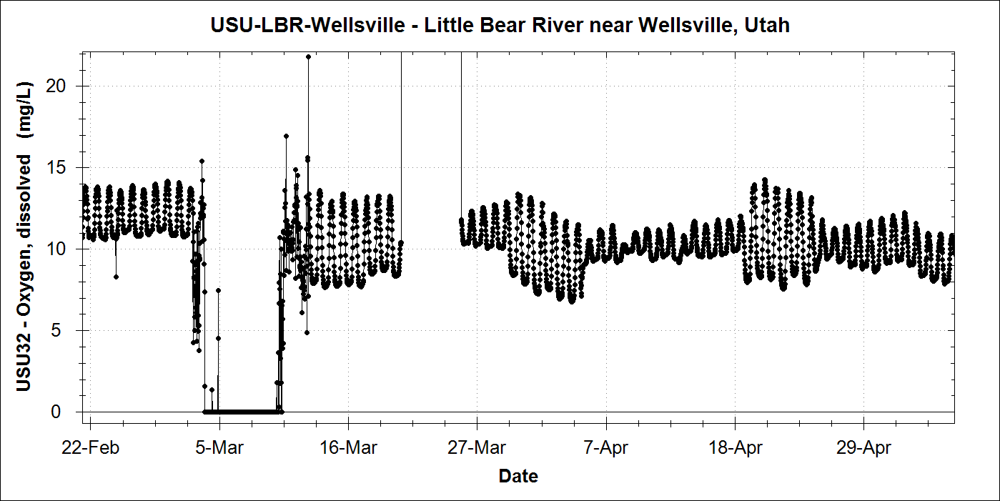 USU-LBR-Wellsville - Little Bear River near Wellsville, Utah
USU32 - Oxygen, dissolved (mg/L)
20
15
10
5
0
22-Feb 5-Mar 16-Mar 27-Mar 7-Apr 18-Apr 29-Apr
Date